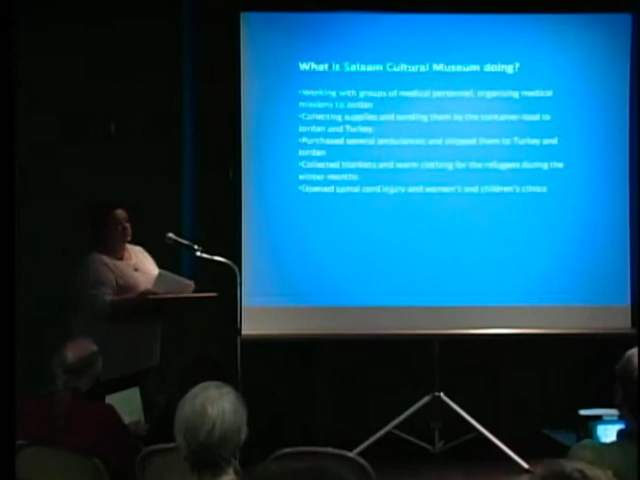 What is Salaam Cultural Museum doing?
•Working with groups of medical personnel, organizing medical
missions to Jordan
•Collecting supplies and sending them by the container-load to
Jordan and Turkey
•Purchased several ambulances and shipped them to Turkey and
Jordan
•Collected blankets and warm clothing for the refugees during the
winter months
•Opened spinal cord injury and women's and children's clinics